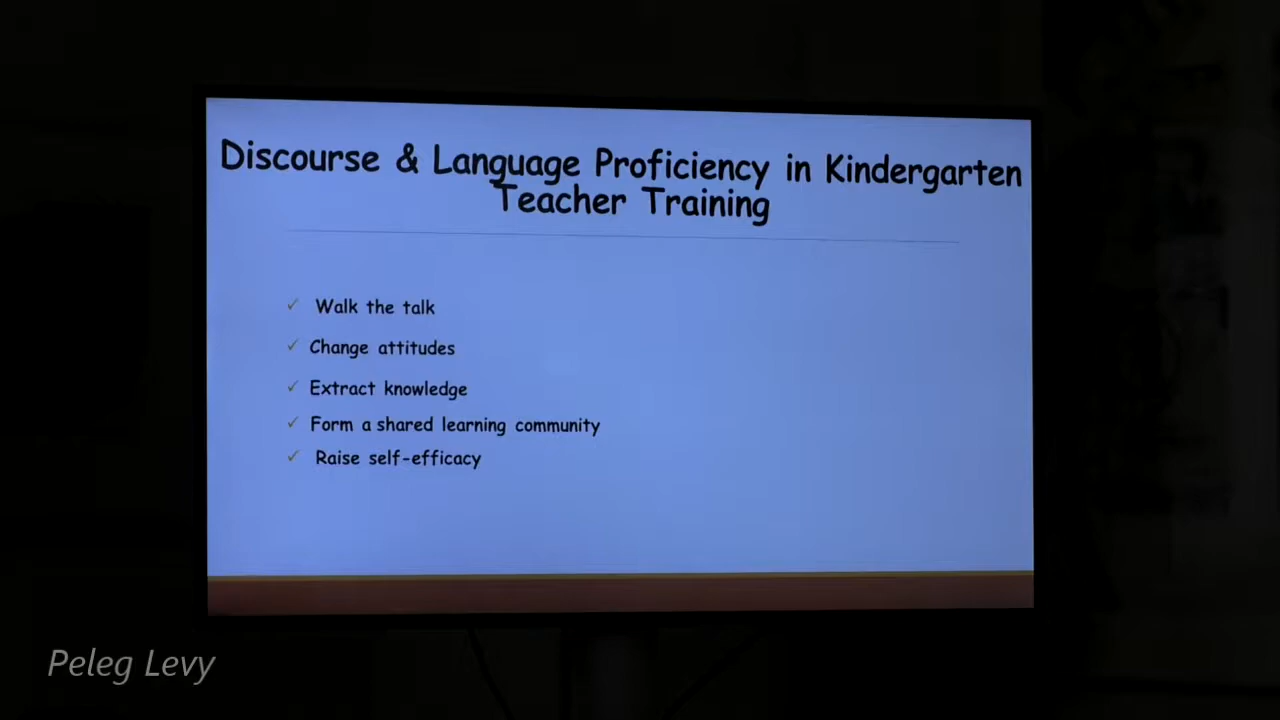 Discourse & Language Proficiency in Kindergarten
Teacher Training
✓ Walk the talk
✓ Change attitudes
✓ Extract knowledge
✓ Form a shared learning community
✓ Raise self-efficacy
Peleg Levy